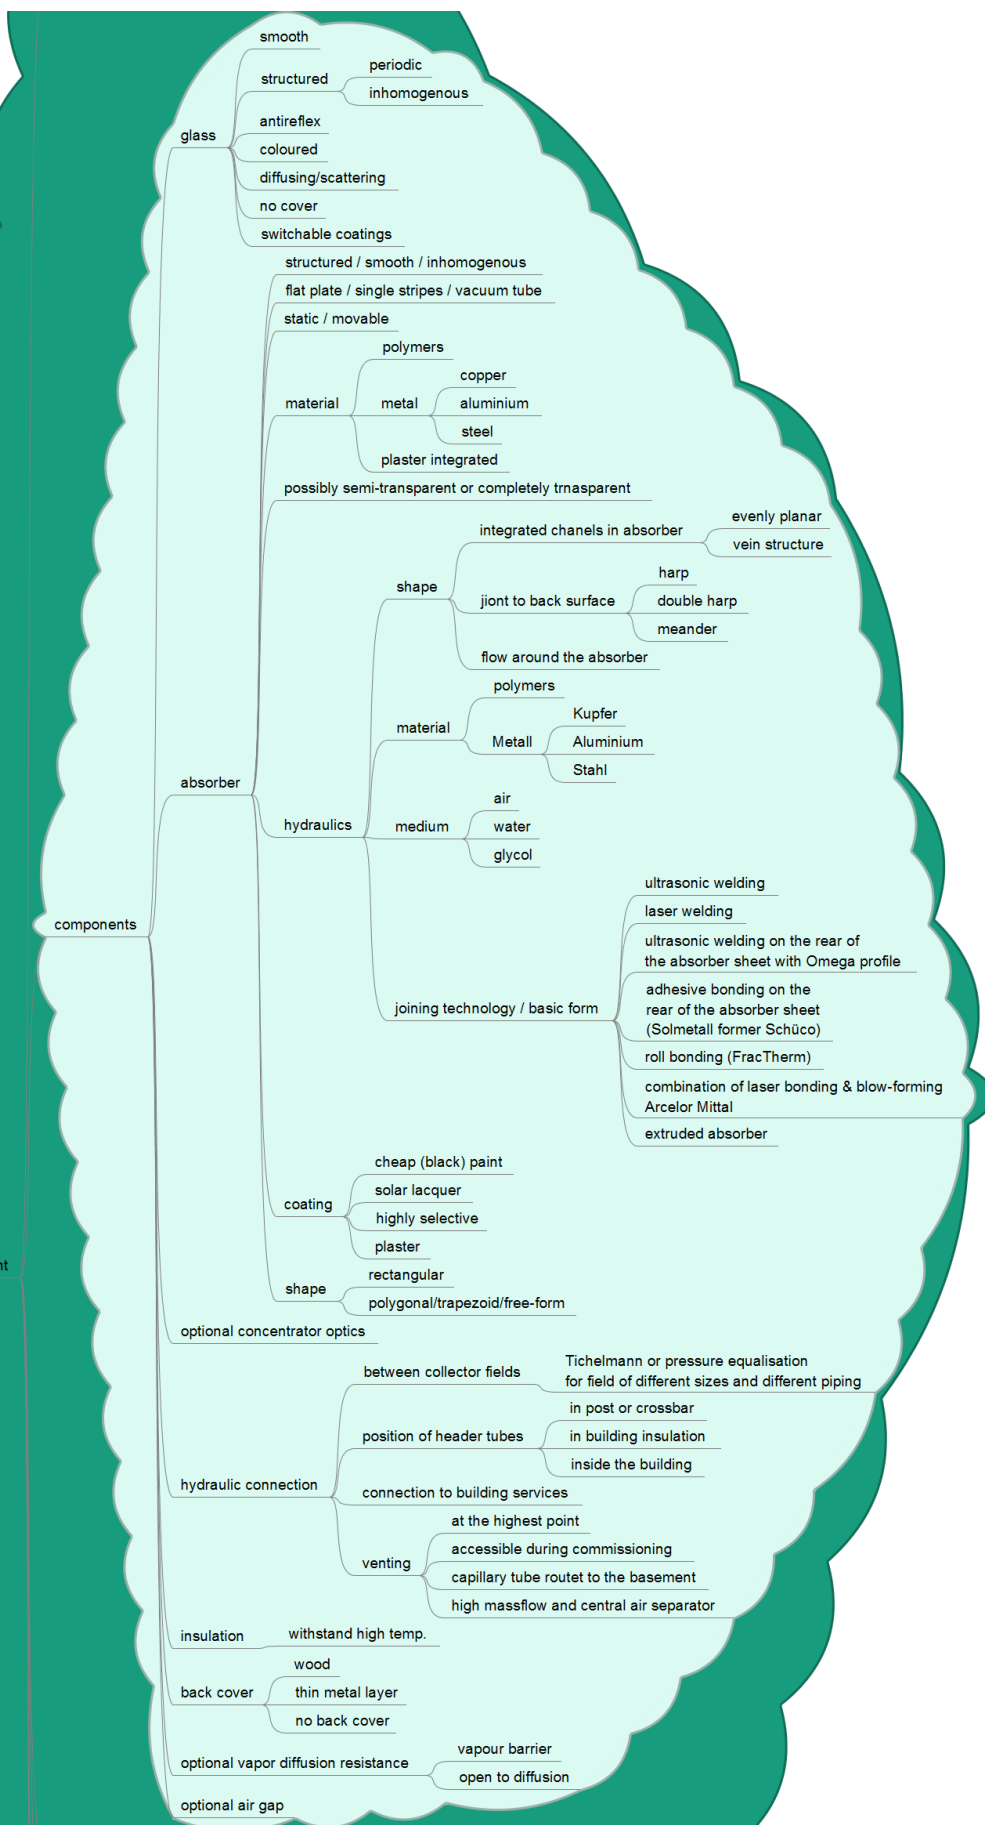 smooth
structured
periodic
inhomogenous
glass
antireflex
coloured
diffusing/scattering
no cover
switchable coatings
structured / smooth / inhomogenous
flat plate / single stripes / vacuum tube
static / movable
material
polymers
metal
copper
aluminium
steel
plaster integrated
possibly semi-transparent or completely trnasparent
shape
integrated chanels in absorber
evenly planar
vein structure
jiont to back surface
harp
double harp
meander
flow around the absorber
material
polymers
Metall
Kupfer
Aluminium
Stahl
absorber
hydraulics
medium
air
water
glycol
components
joining technology / basic form
ultrasonic welding
laser welding
ultrasonic welding on the rear of
the absorber sheet with Omega profile
adhesive bonding on the
rear of the absorber sheet
(Solmetall former Schüco)
roll bonding (FracTherm)
combination of laser bonding & blow-forming
Arcelor Mittal
extruded absorber
coating
cheap (black) paint
solar lacquer
highly selective
plaster
shape
rectangular
polygonal/trapezoid/free-form
optional concentrator optics
hydraulic connection
between collector fields
Tichelmann or pressure equalisation
for field of different sizes and different piping
position of header tubes
in post or crossbar
in building insulation
inside the building
connection to building services
venting
at the highest point
accessible during commissioning
capillary tube routet to the basement
high massflow and central air separator
insulation
withstand high temp.
back cover
wood
thin metal layer
no back cover
optional vapor diffusion resistance
vapour barrier
open to diffusion
optional air gap